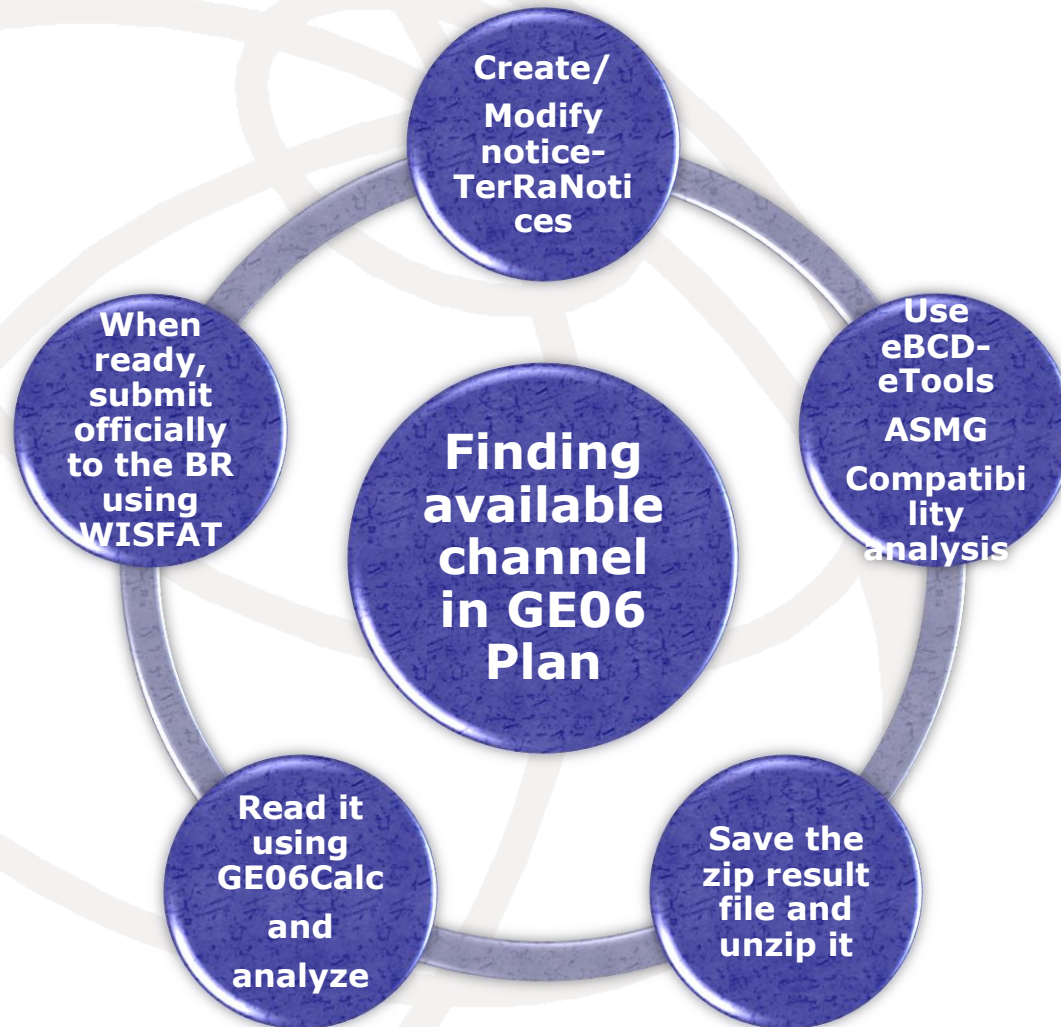 Create/
Modify
notice-
TerRaNoti
ces
Use
eBCD-
eTools
ASMG
Compatibi
lity
analysis
Save the
zip result
file and
unzip it
Read it
using
GE06Calc
and
analyze
When
ready,
submit
officially
to the BR
using
WISFAT
Finding
available
channel
in GE06
Plan